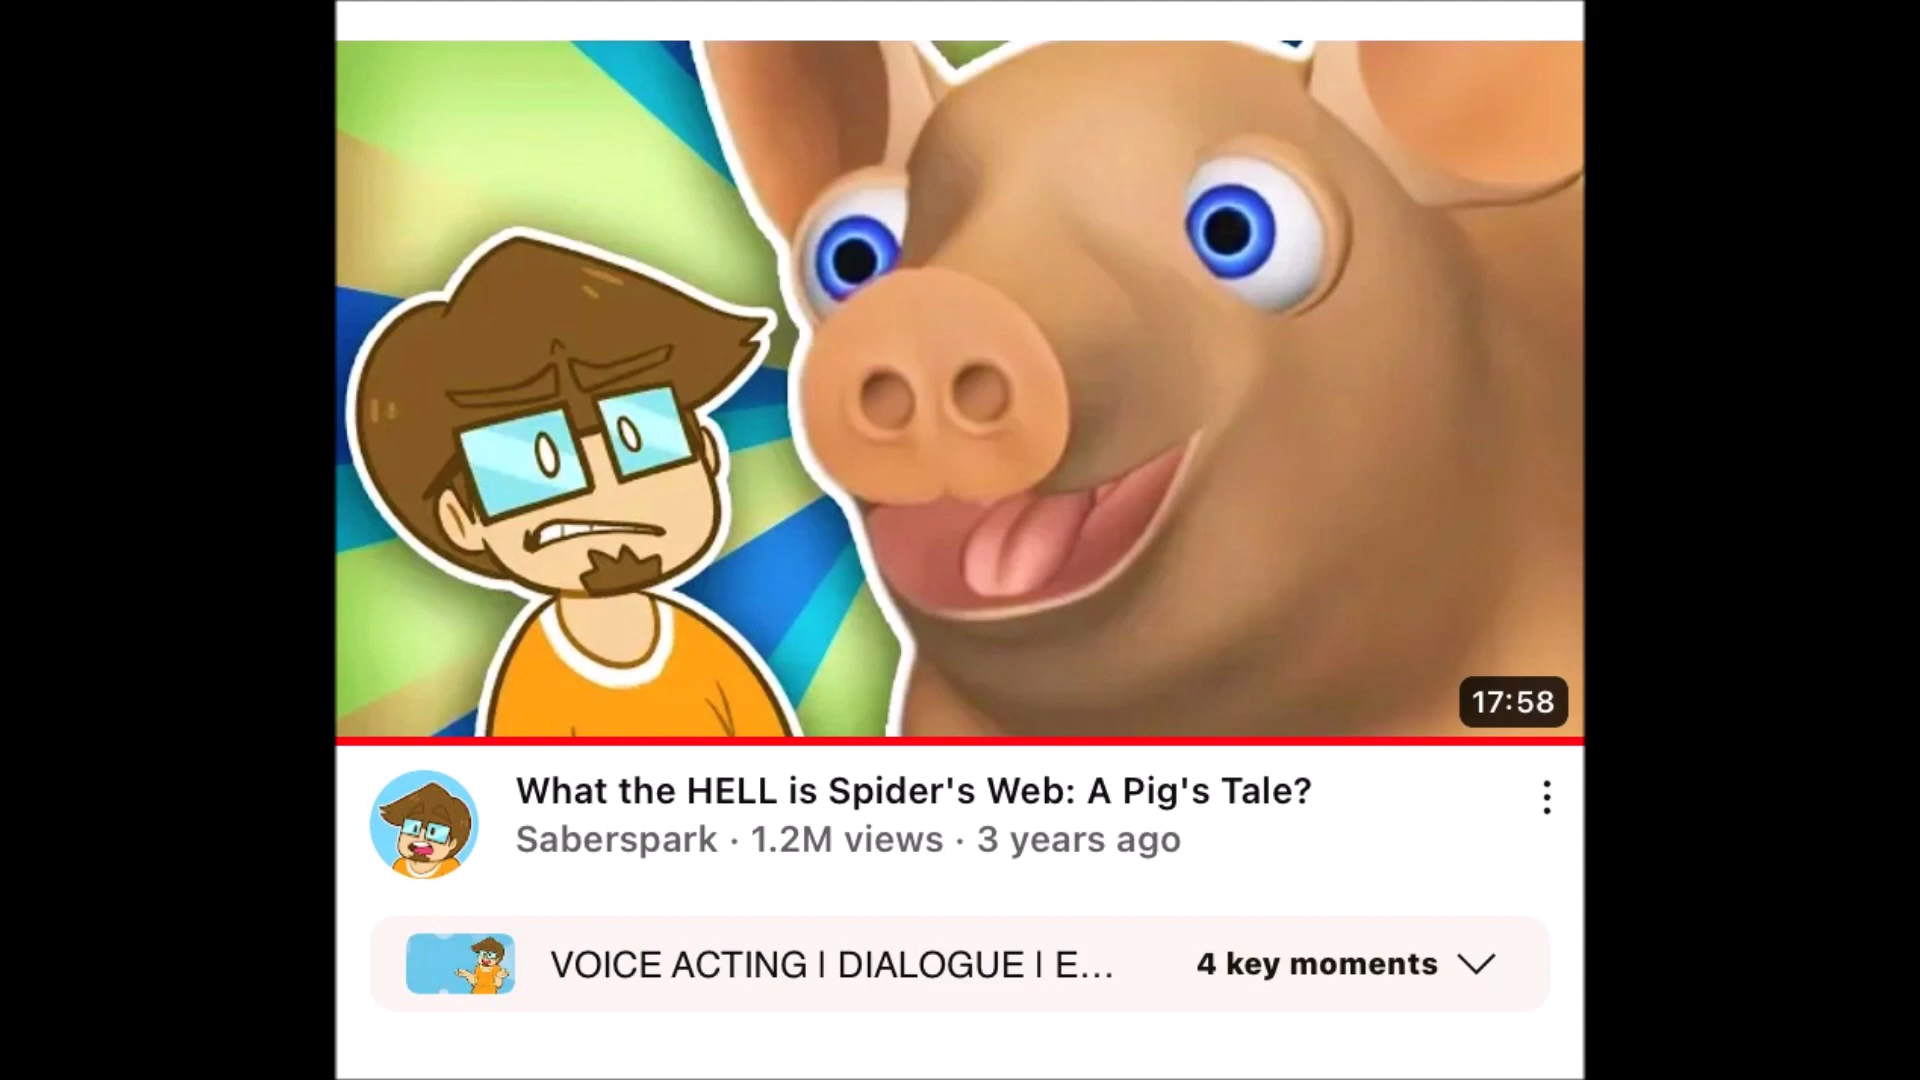 17:58
What the HELL is Spider's Web: A Pig's Tale?
Saberspark · 1.2M views · 3 years ago
VOICE ACTING | DIALOGUE | E... 4 key moments